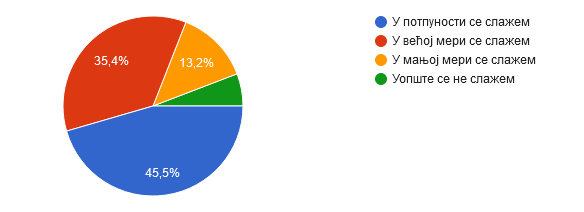 35,4%
13,2%
45,5%
У потпуности се слажем
У већој мери се слажем
У мањој мери се слажем
Уопште се не слажем